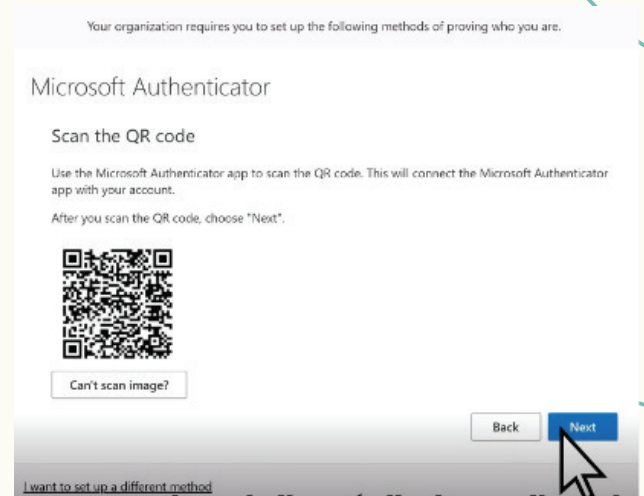 Your organization requires you to set up the following methods of proving who you are.
Microsoft Authenticator
Scan the QR code
Use the Microsoft Authenticator app to scan the QR code. This will connect the Microsoft Authenticator
app with your account.
After you scan the QR code, choose "Next".
Can't scan image?
Back
Next
I want to set up a different method